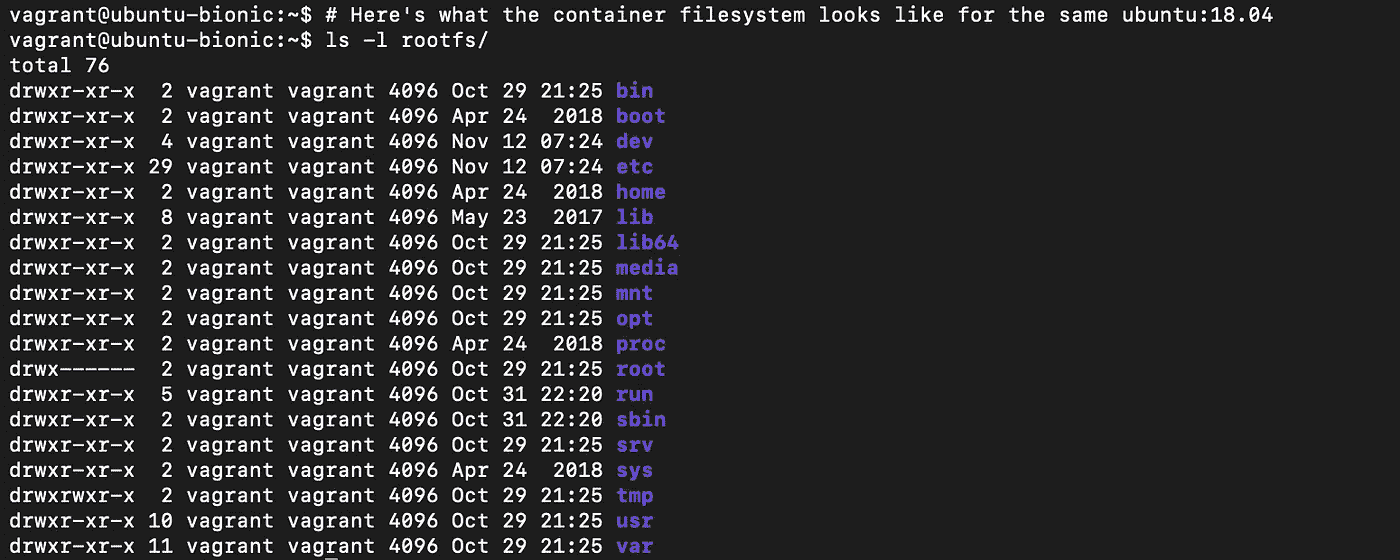 vagrant@ubuntu-bionic:~$ # Here's what the container filesystem looks like for the same ubuntu:18.04
vagrant@ubuntu-bionic:~$ ls -l rootfs/
total 76
drwxr-xr-x  2 vagrant vagrant 4096 Oct 29 21:25 bin
drwxr-xr-x  2 vagrant vagrant 4096 Apr 24  2018 boot
drwxr-xr-x  4 vagrant vagrant 4096 Nov 12 07:24 dev
drwxr-xr-x 29 vagrant vagrant 4096 Nov 12 07:24 etc
drwxr-xr-x  2 vagrant vagrant 4096 Apr 24  2018 home
drwxr-xr-x  8 vagrant vagrant 4096 May 23  2017 lib
drwxr-xr-x  2 vagrant vagrant 4096 Oct 29 21:25 lib64
drwxr-xr-x  2 vagrant vagrant 4096 Oct 29 21:25 media
drwxr-xr-x  2 vagrant vagrant 4096 Oct 29 21:25 mnt
drwxr-xr-x  2 vagrant vagrant 4096 Oct 29 21:25 opt
drwxr-xr-x  2 vagrant vagrant 4096 Apr 24  2018 proc
drwx------  2 vagrant vagrant 4096 Oct 29 21:25 root
drwxr-xr-x  5 vagrant vagrant 4096 Oct 31 22:20 run
drwxr-xr-x  2 vagrant vagrant 4096 Oct 31 22:20 sbin
drwxr-xr-x  2 vagrant vagrant 4096 Oct 29 21:25 srv
drwxr-xr-x  2 vagrant vagrant 4096 Apr 24  2018 sys
drwxrwxr-x  2 vagrant vagrant 4096 Oct 29 21:25 tmp
drwxr-xr-x 10 vagrant vagrant 4096 Oct 29 21:25 usr
drwxr-xr-x 11 vagrant vagrant 4096 Oct 29 21:25 var